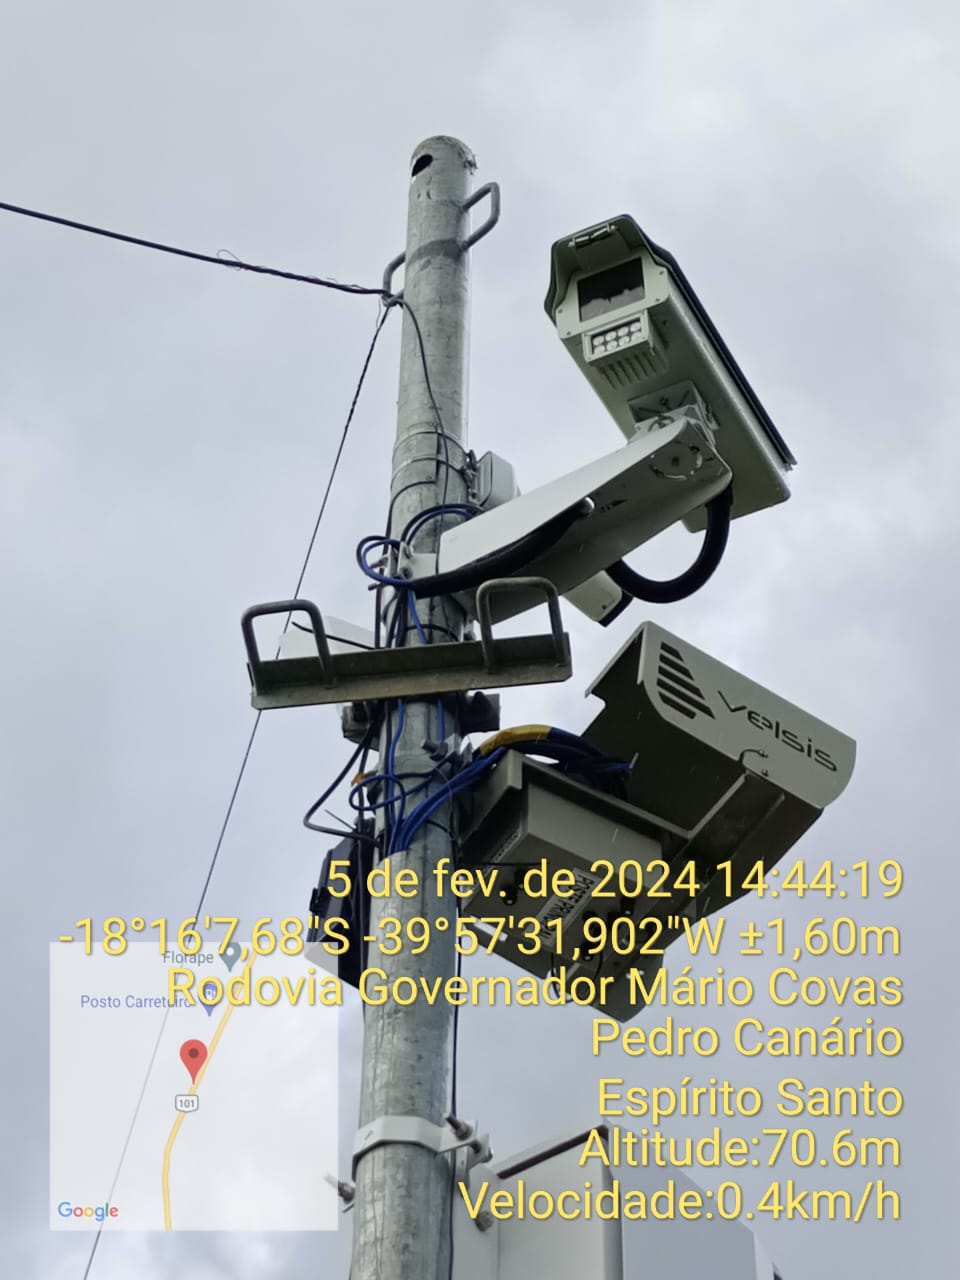 velsis
5 de fev. de 2024 14:44:19
-18°16'7,68"S -39°57'31,902"W ±1,60m
Rodovia Governador Mário Covas
Pedro Canário
Espírito Santo
Altitude:70.6m
Velocidade:0.4km/h
Florape
Posto Carreteiro
101
Google